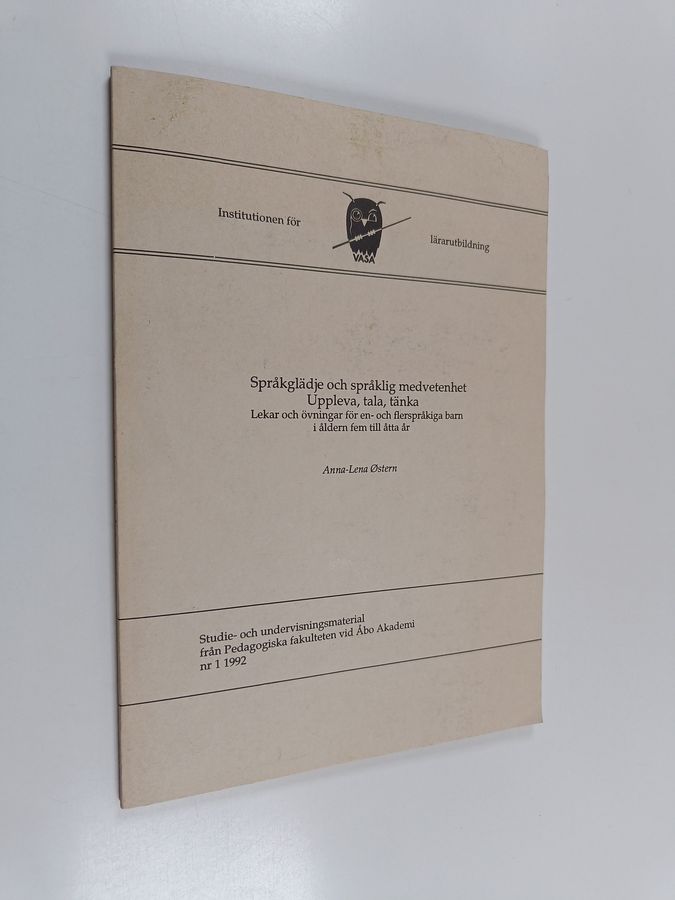 Institutionen för
VASA
lärarutbildning
Språkglädje och språklig medvetenhet
Uppleva, tala, tänka
Lekar och övningar för en- och flerspråkiga barn
i åldern fem till åtta år
Anna-Lena Østern
Studie- och undervisningsmaterial
från Pedagogiska fakulteten vid Åbo Akademi
nr 1 1992